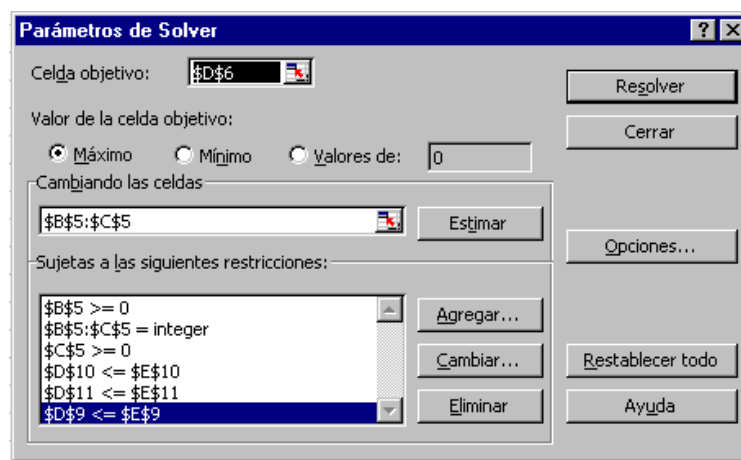 Parámetros de Solver
Celda objetivo: $D$6
Resolver
Valor de la celda objetivo:
Cerrar
Máximo Mínimo Valores de: 0
Cambiando las celdas
$B$5:$C$5 Estimar
Opciones...
Sujetas a las siguientes restricciones:
$B$5 >= 0
$B$5:$C$5 = integer
$C$5 >= 0
$D$10 <= $E$10
$D$11 <= $E$11
$D$9 <= $E$9
Agregar...
Cambiar...
Restablecer todo
Eliminar
Ayuda